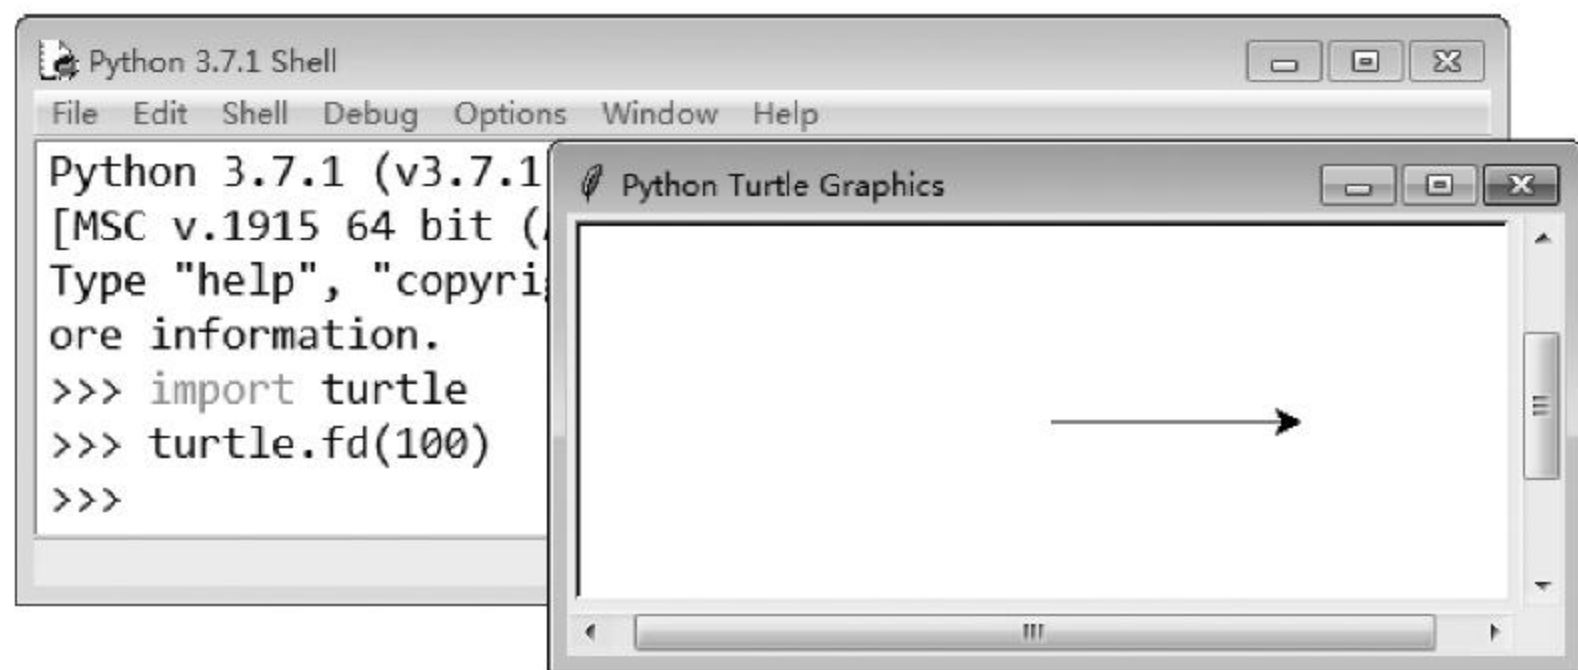 Python 3.7.1 Shell
File Edit Shell Debug Options Window Help
Python 3.7.1 (v3.7.1
[MSC v.1915 64 bit (
Type "help", "copyri
ore information.
>>> import turtle
>>> turtle.fd(100)
>>>
Python Turtle Graphics